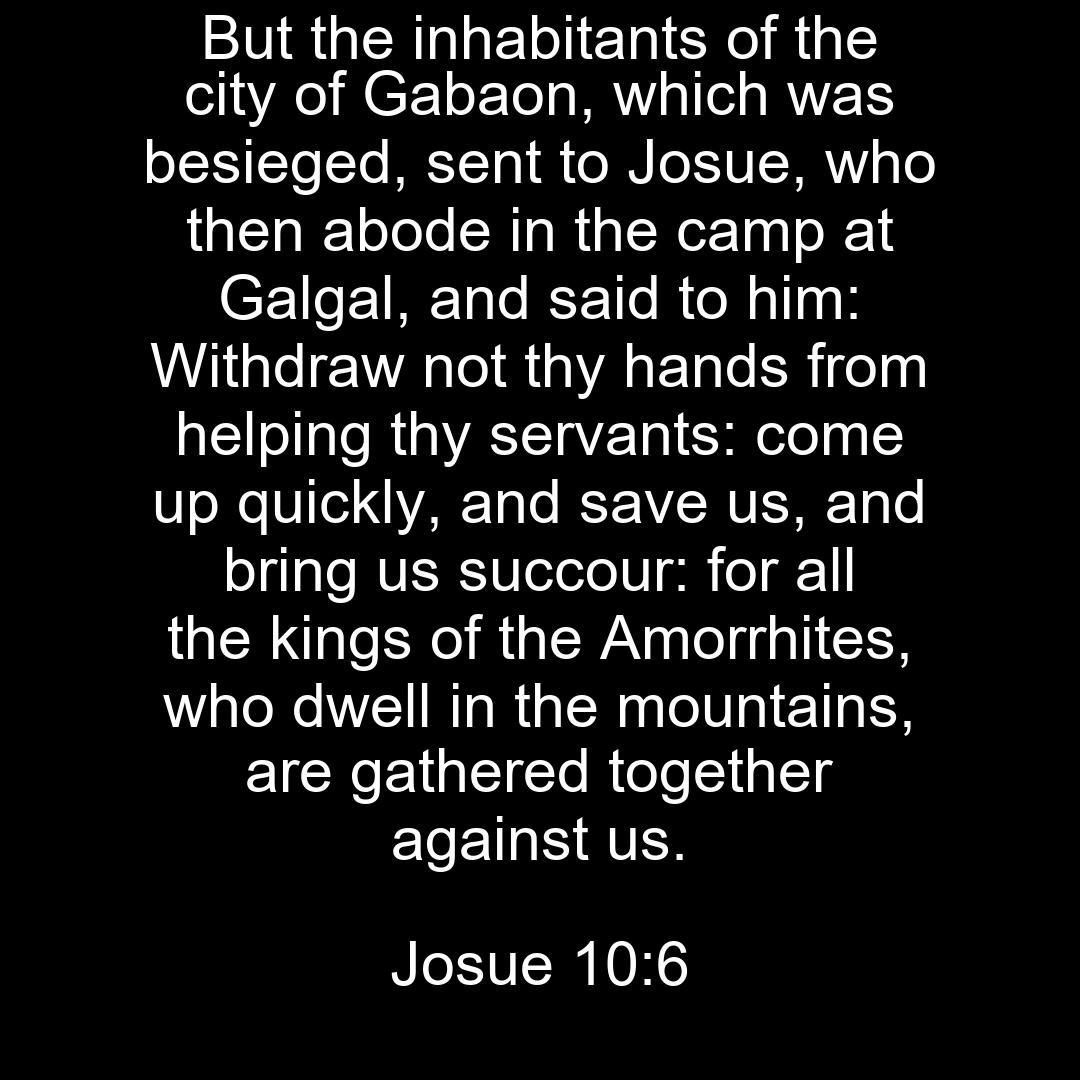 But the inhabitants of the
city of Gabaon, which was
besieged, sent to Josue, who
then abode in the camp at
Galgal, and said to him:
Withdraw not thy hands from
helping thy servants: come
up quickly, and save us, and
bring us succour: for all
the kings of the Amorrhites,
who dwell in the mountains,
are gathered together
against us.
Josue 10:6